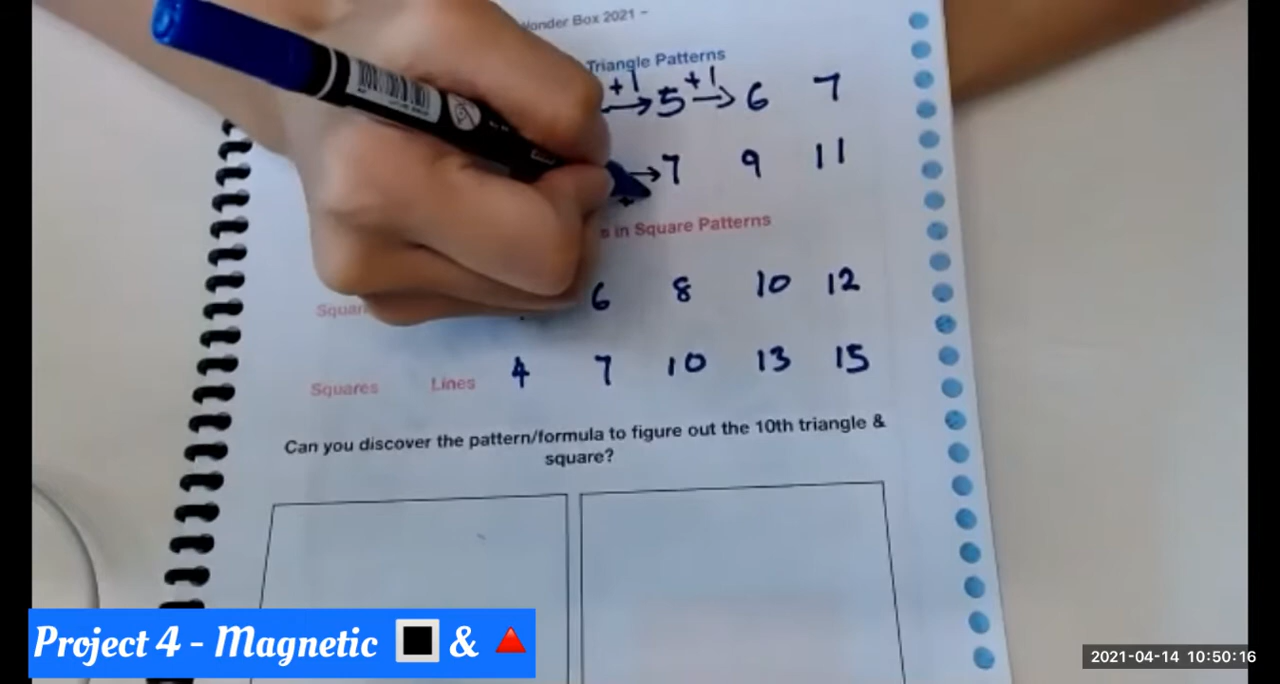 Wonder Box 2021 -
Triangle Patterns
+1 → 5 +1 → 6 7
→ 7 9 11
s in Square Patterns
Squar 6 8 10 12
Squares Lines 4 7 10 13 15
Can you discover the pattern/formula to figure out the 10th triangle &
square?
Project 4 - Magnetic 🔳 & 🔺
2021-04-14 10:50:16